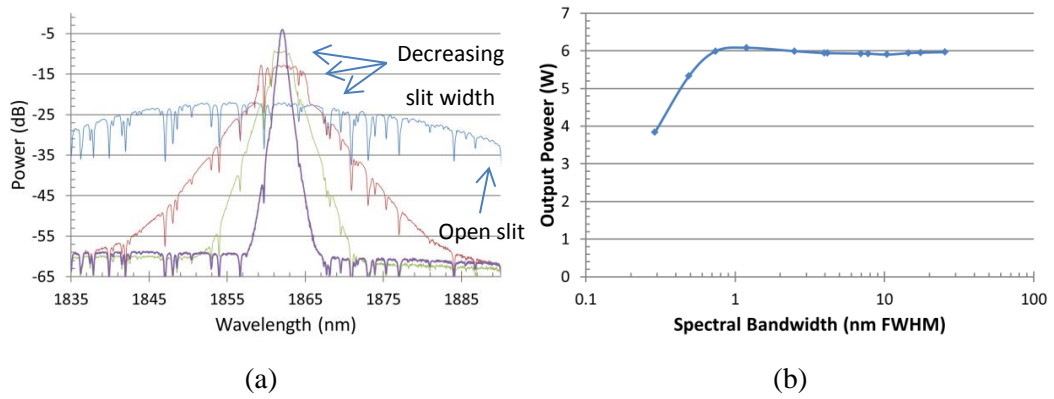 -5
-15
-25
-35
-45
-55
-65
Power (dB)
Decreasing
slit width
Open slit
1835 1845 1855 1865 1875 1885
Wavelength (nm)
(a)
7
6
5
4
3
2
1
0
Output Poweer (W)
0.1 1 10 100
Spectral Bandwidth (nm FWHM)
(b)